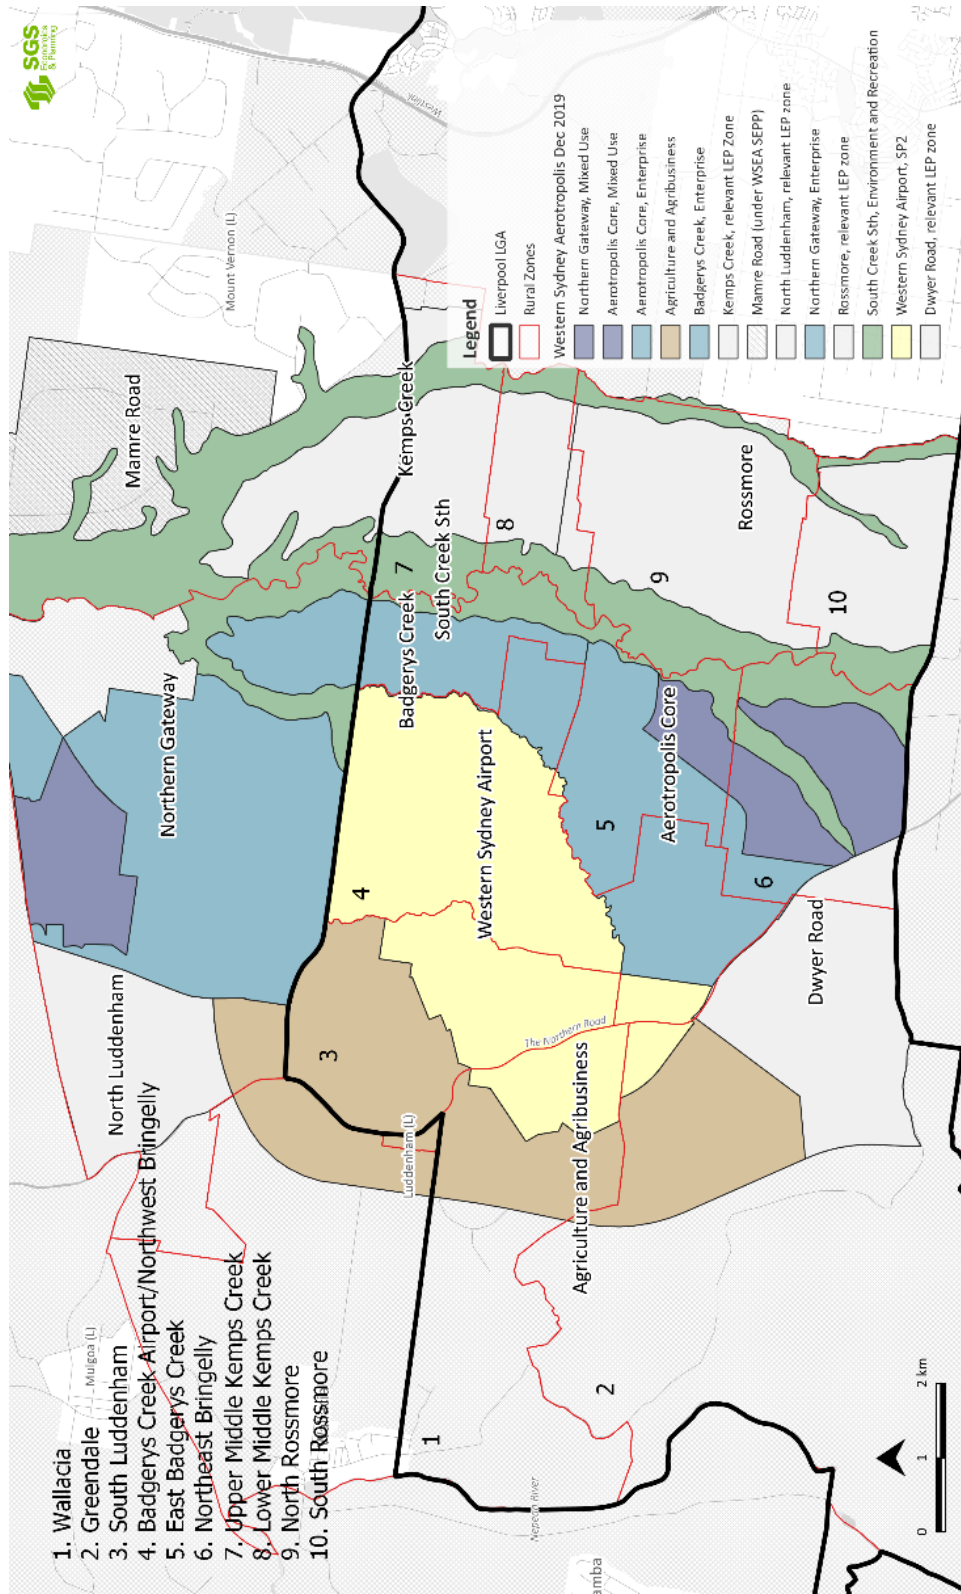 SGS
Economics
& Planning
1. Wallacia
2. Greendale
3. South Luddenham
4. Badgerys Creek Airport/Northwest Bringelly
5. East Badgerys Creek
6. Northeast Bringelly
7. Upper Middle Kemps Creek
8. Lower Middle Kemps Creek
9. North Rossmore
10. South Rossmore
Mulgoa (L)
North Luddenham
Northern Gateway
Mamre Road
Mount Vernon (L)
Westlink
Luddenham (L)
The Northern Road
Agriculture and Agribusiness
Western Sydney Airport
Badgerys Creek
South Creek Sth
Kemps Creek
Aerotropolis Core
Rossmore
Dwyer Road
Nepean River
amba
1
2
3
4
5
6
7
8
9
10
Legend
Liverpool LGA
Rural Zones
Western Sydney Aerotropolis Dec 2019
Northern Gateway, Mixed Use
Aerotropolis Core, Mixed Use
Aerotropolis Core, Enterprise
Agriculture and Agribusiness
Badgerys Creek, Enterprise
Kemps Creek, relevant LEP Zone
Mamre Road (under WSEA SEPP)
North Luddenham, relevant LEP zone
Northern Gateway, Enterprise
Rossmore, relevant LEP zone
South Creek Sth, Environment and Recreation
Western Sydney Airport, SP2
Dwyer Road, relevant LEP zone
0 1 2 km